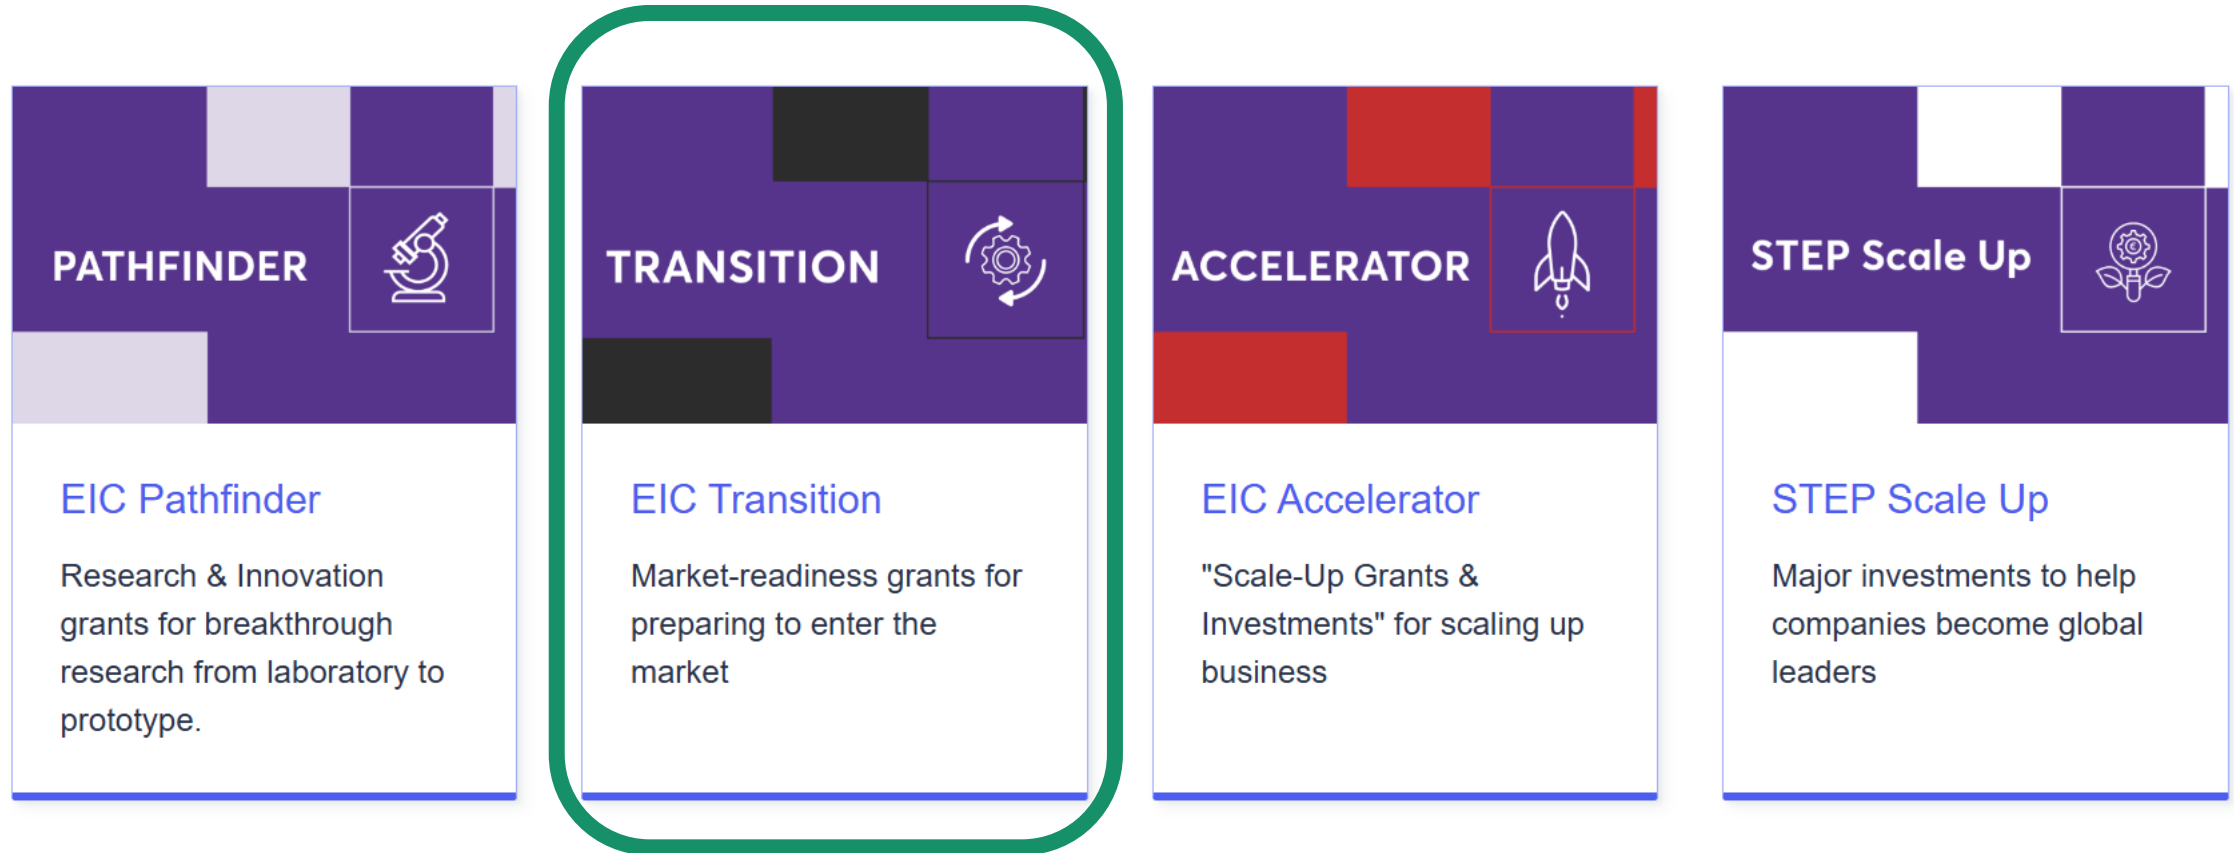 PATHFINDER
EIC Pathfinder
Research & Innovation
grants for breakthrough
research from laboratory to
prototype.
TRANSITION
EIC Transition
Market-readiness grants for
preparing to enter the
market
ACCELERATOR
EIC Accelerator
"Scale-Up Grants &
Investments" for scaling up
business
STEP Scale Up
STEP Scale Up
Major investments to help
companies become global
leaders